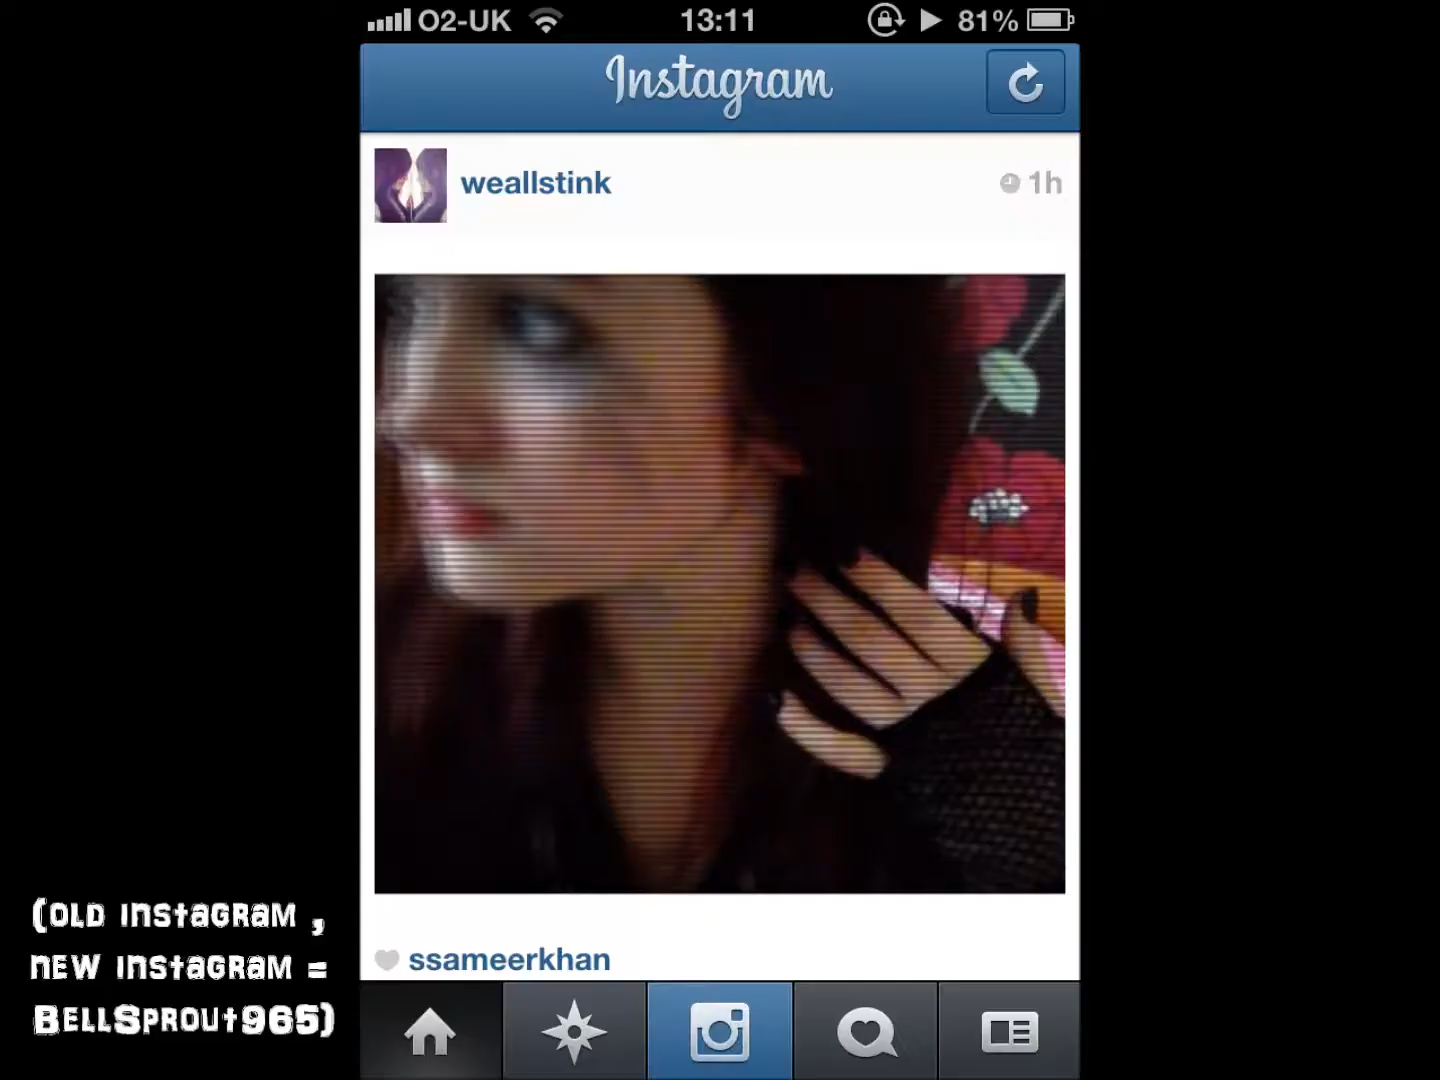 O2-UK 13:11 81%
Instagram
weallstink 1h
ssameerkhan
(OLD INSTAGRAM ,
NEW INSTAGRAM =
BELLSPROUT965)